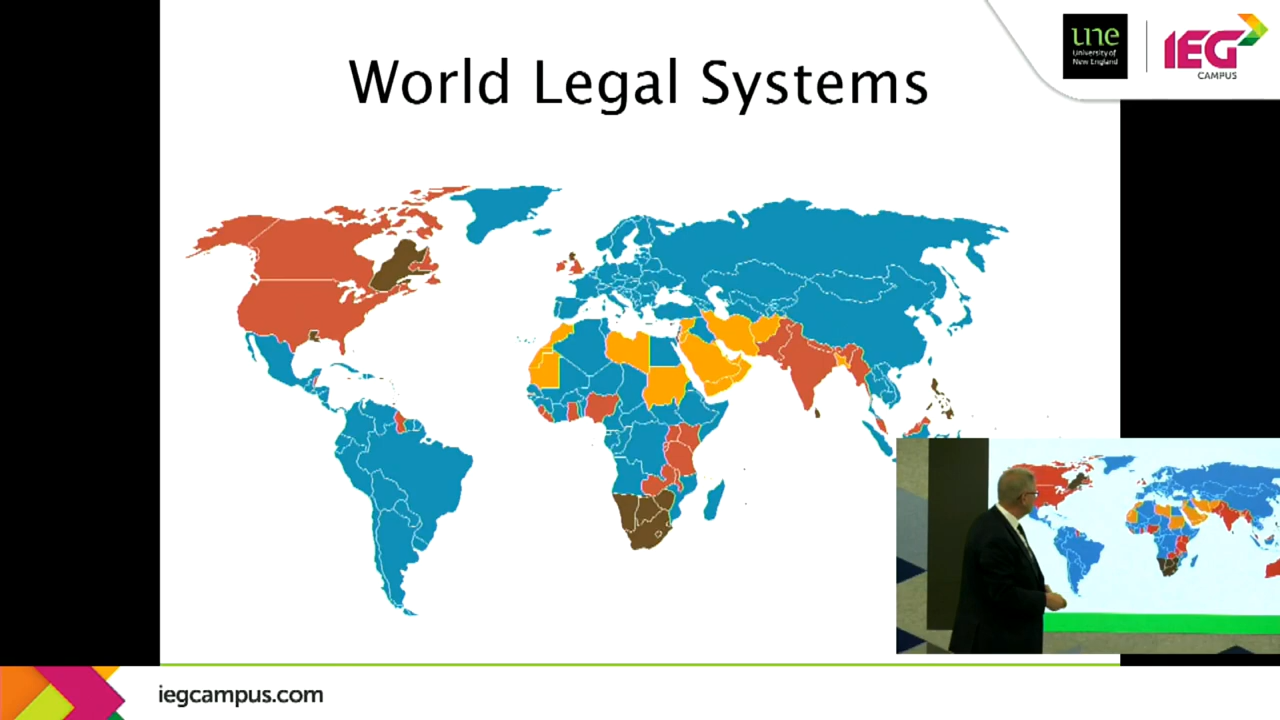 World Legal Systems
une
University of
New England
IEG
CAMPUS
iegcampus.com